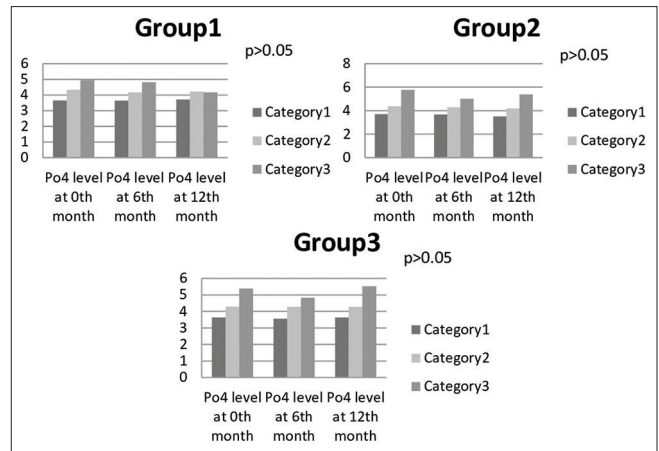 Group1
p>0.05
6
5
4
3
2
1
0
Category1
Category2
Category3
Po4 level Po4 level Po4 level
at 0th at 6th at 12th
month month month
Group2
p>0.05
8
6
4
2
0
Category1
Category2
Category3
Po4 level Po4 level Po4 level
at 0th at 6th at 12th
month month month
Group3
p>0.05
6
5
4
3
2
1
0
Category1
Category2
Category3
Po4 level Po4 level Po4 level
at 0th at 6th at 12th
month month month